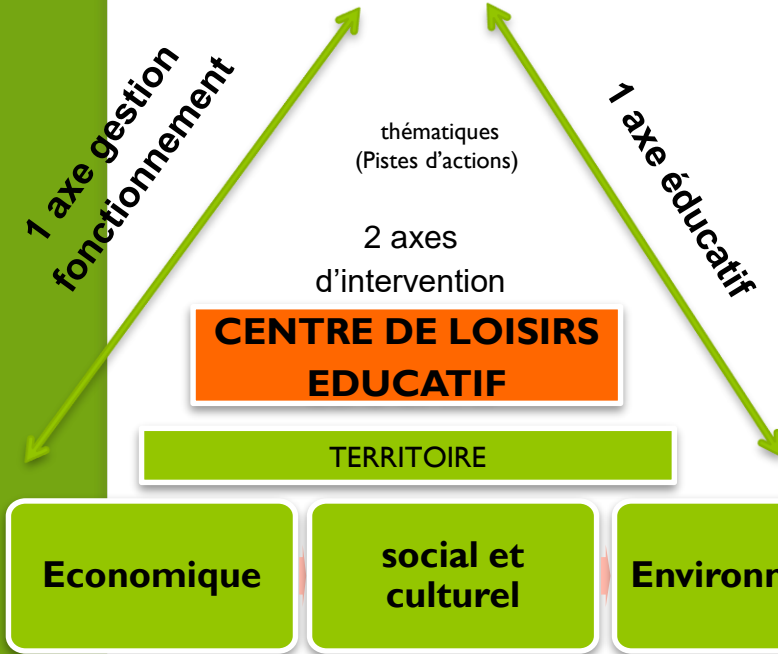 1 axe gestion
fonctionnement
thématiques
(Pistes d'actions)
1 axe éducatif
2 axes
d'intervention
CENTRE DE LOISIRS
EDUCATIF
TERRITOIRE
Economique
social et
culturel
Environn